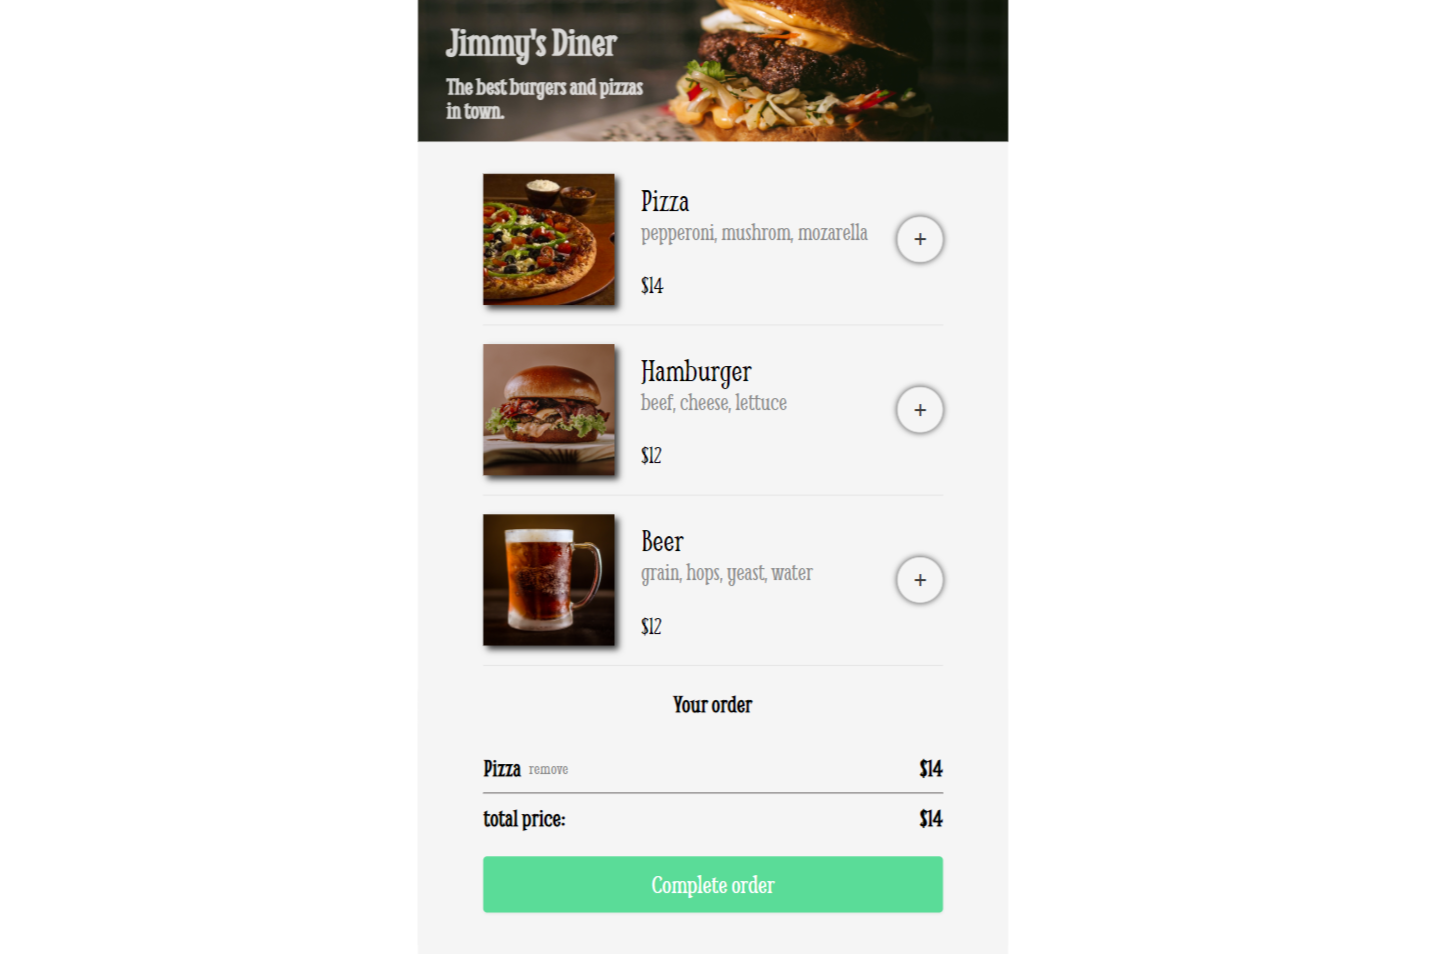 Jimmy's Diner
The best burgers and pizzas
in town.
Pizza
pepperoni, mushrom, mozarella
+
$14
Hamburger
beef, cheese, lettuce
+
$12
Beer
grain, hops, yeast, water
+
$12
Your order
Pizza remove $14
total price: $14
Complete order